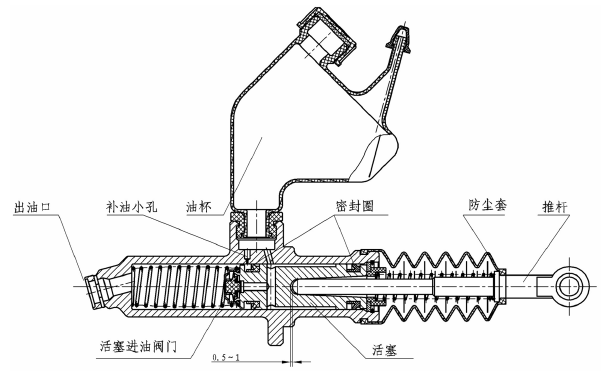 出油口
补油小孔
油杯
密封圈
防尘套
推杆
活塞进油阀门
0.5~1
活塞